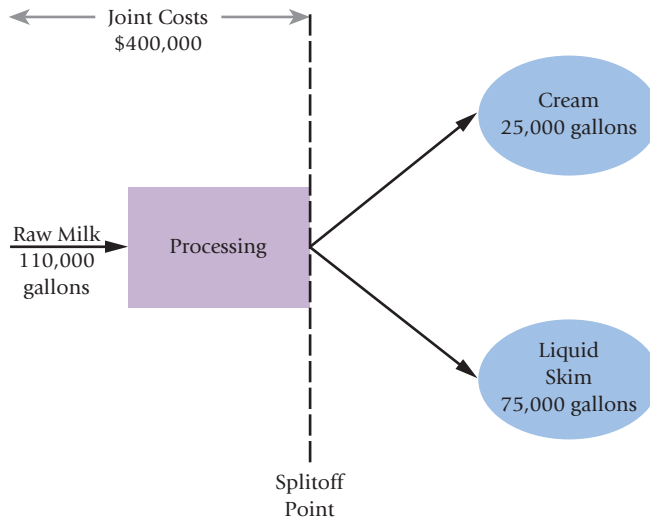 Joint Costs
$400,000
Cream
25,000 gallons
Raw Milk
110,000
gallons
Processing
Liquid
Skim
75,000 gallons
Splitoff
Point